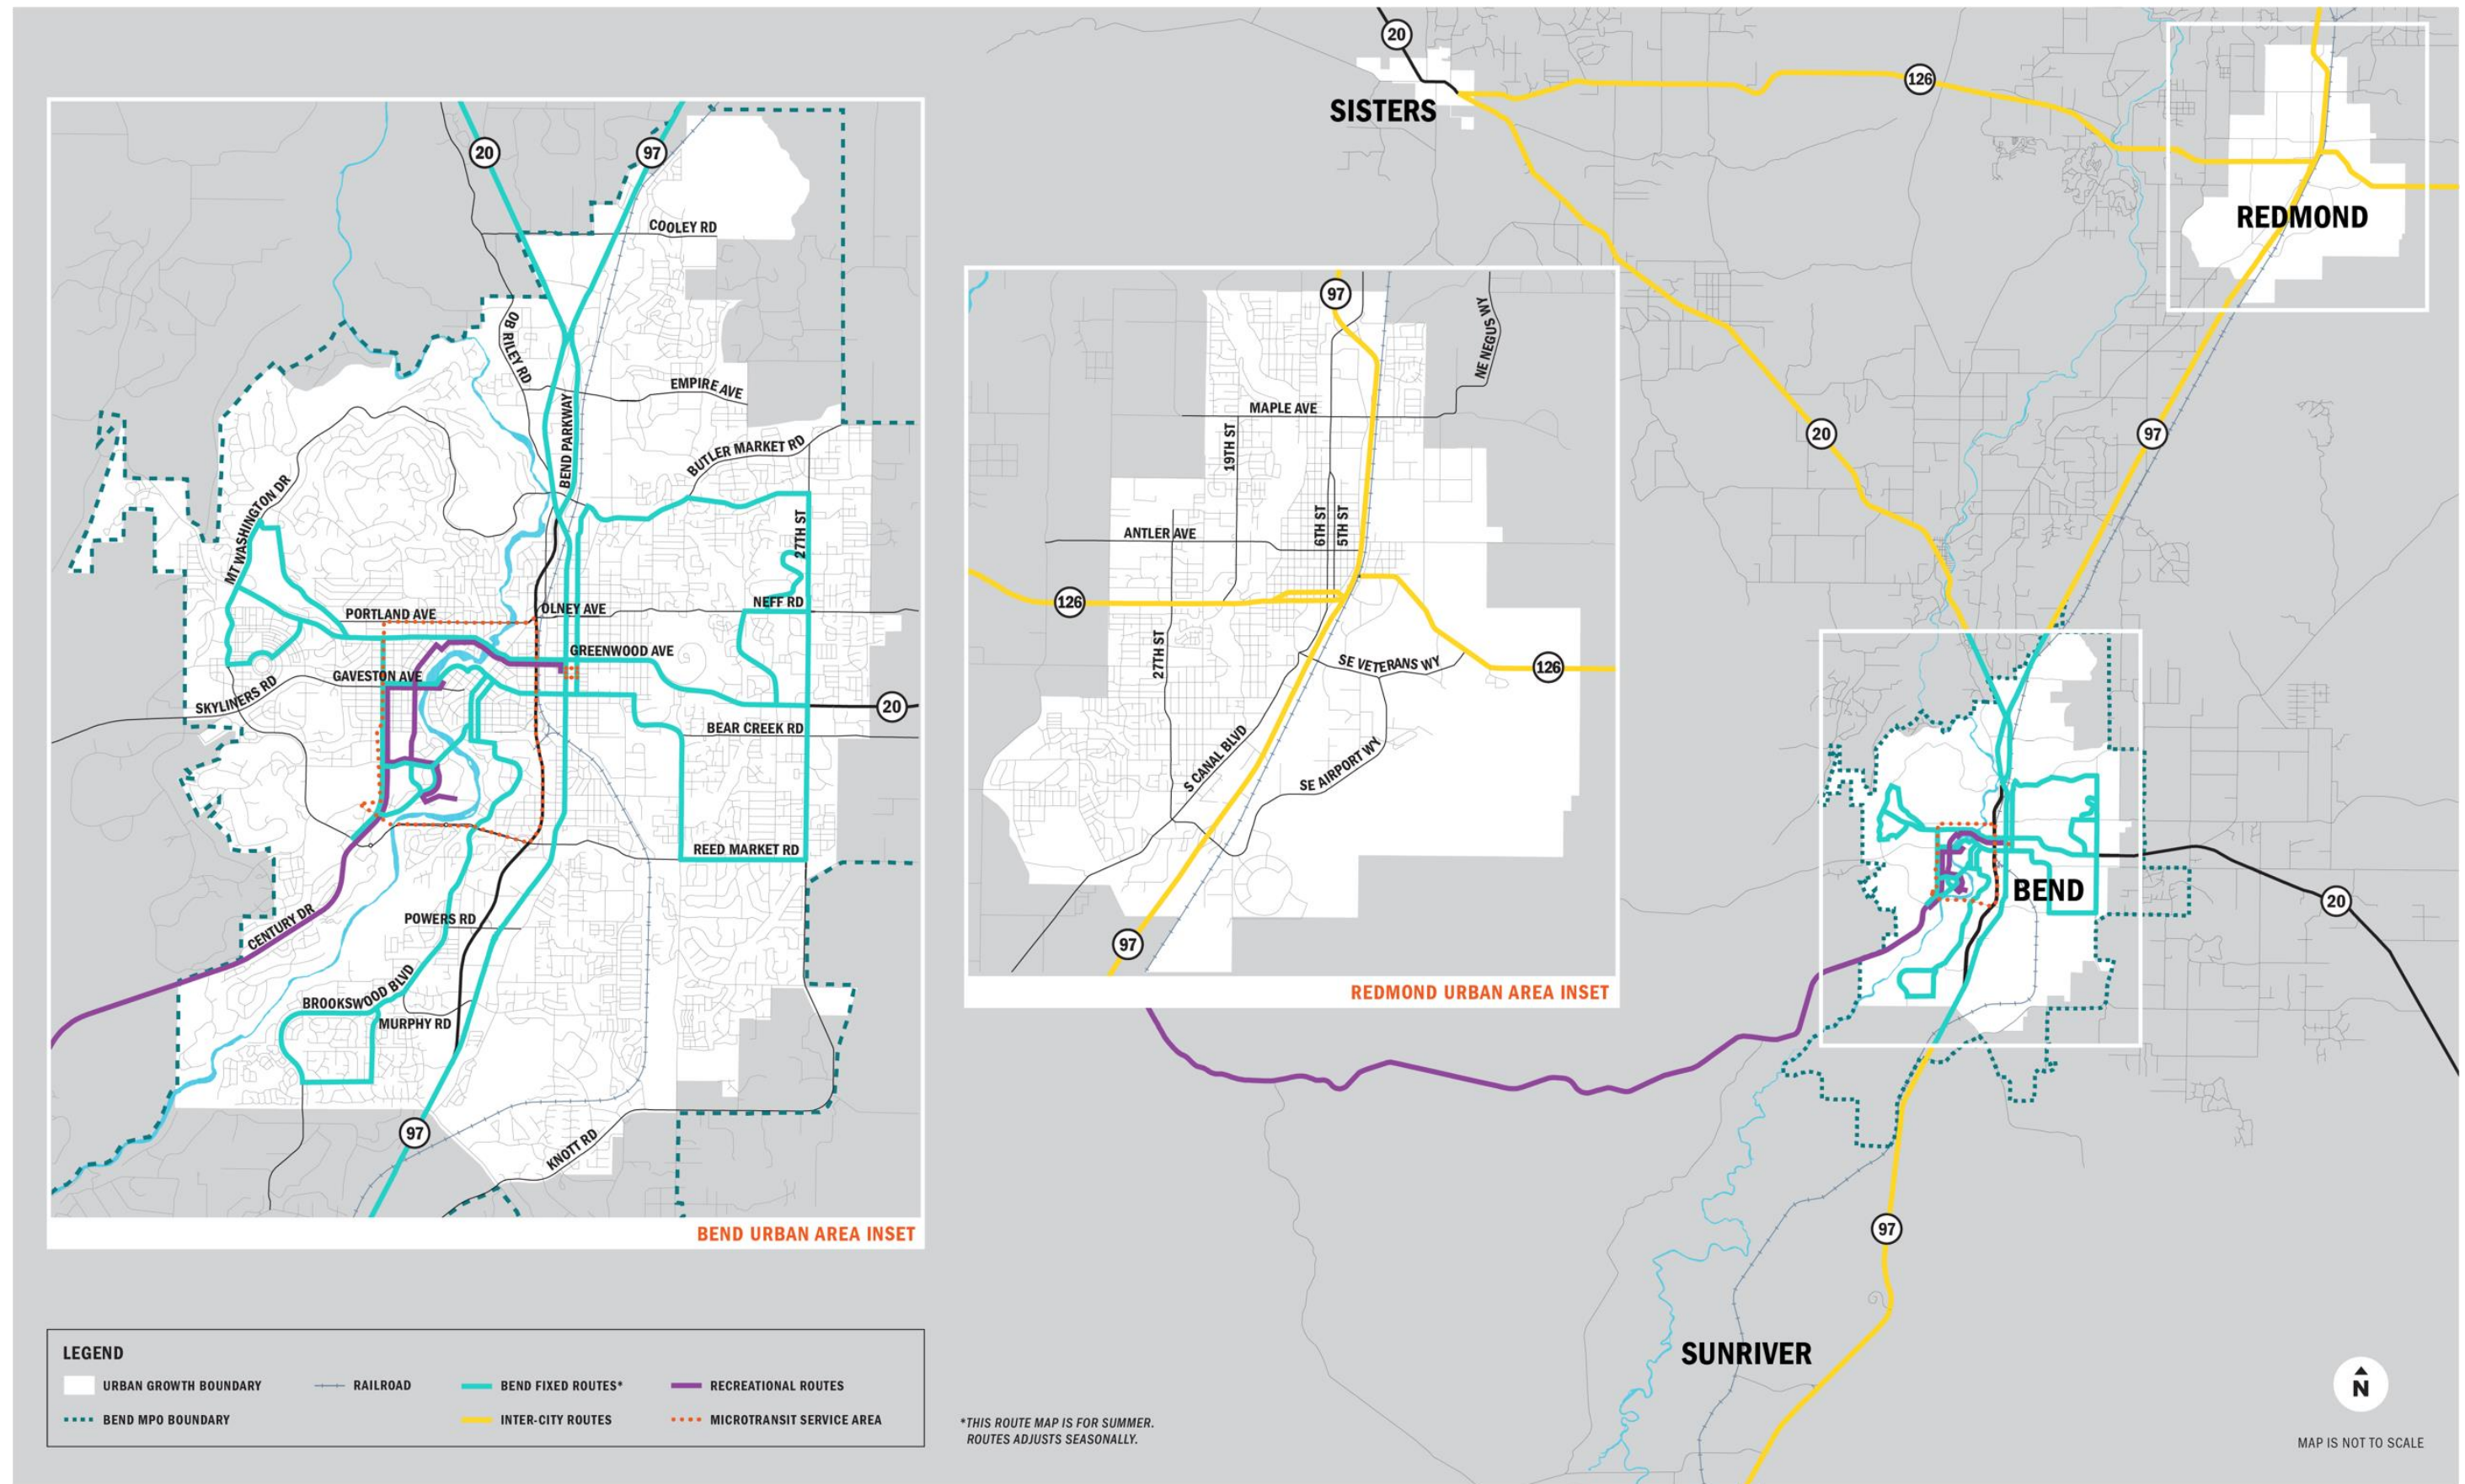 20
SISTERS
126
REDMOND
20
97
BEND
20
97
SUNRIVER
20
97
COOLEY RD
OB RILEY RD
EMPIRE AVE
BEND PARKWAY
BUTLER MARKET RD
MT WASHINGTON DR
27TH ST
NEFF RD
PORTLAND AVE
OLNEY AVE
GREENWOOD AVE
GAVESTON AVE
SKYLINERS RD
20
BEAR CREEK RD
REED MARKET RD
POWERS RD
CENTURY DR
BROOKSWOOD BLVD
MURPHY RD
97
KNOTT RD
BEND URBAN AREA INSET
97
NE NEGUS WY
MAPLE AVE
19TH ST
6TH ST
5TH ST
ANTLER AVE
126
27TH ST
SE VETERANS WY
126
S CANAL BLVD
SE AIRPORT WY
97
REDMOND URBAN AREA INSET
LEGEND
URBAN GROWTH BOUNDARY
RAILROAD
BEND FIXED ROUTES*
RECREATIONAL ROUTES
BEND MPO BOUNDARY
INTER-CITY ROUTES
MICROTRANSIT SERVICE AREA
*THIS ROUTE MAP IS FOR SUMMER.
ROUTES ADJUSTS SEASONALLY.
N
MAP IS NOT TO SCALE